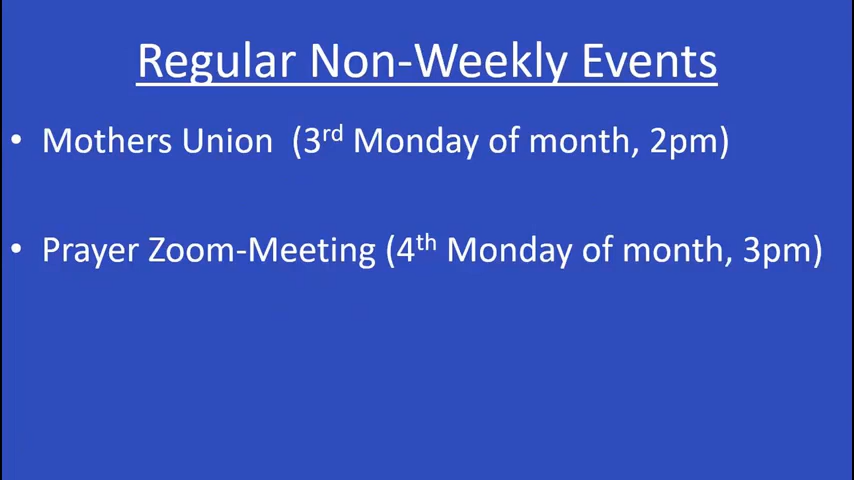 Regular Non-Weekly Events
• Mothers Union  (3rd Monday of month, 2pm)
• Prayer Zoom-Meeting (4th Monday of month, 3pm)